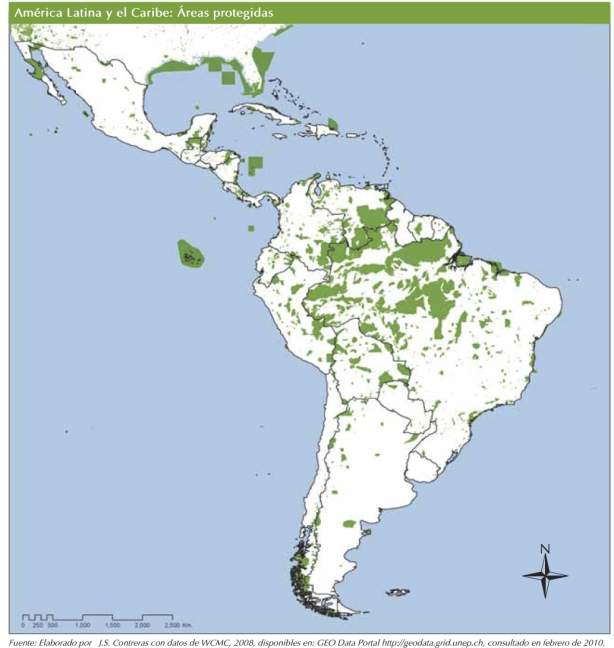 América Latina y el Caribe: Áreas protegidas
N
0 250 500 1,000 1,500 2,000 2,500 Km.
Fuente: Elaborado por J.S. Contreras con datos de WCMC, 2008, disponibles en: GEO Data Portal http://geodata.grid.unep.ch, consultado en febrero de 2010.